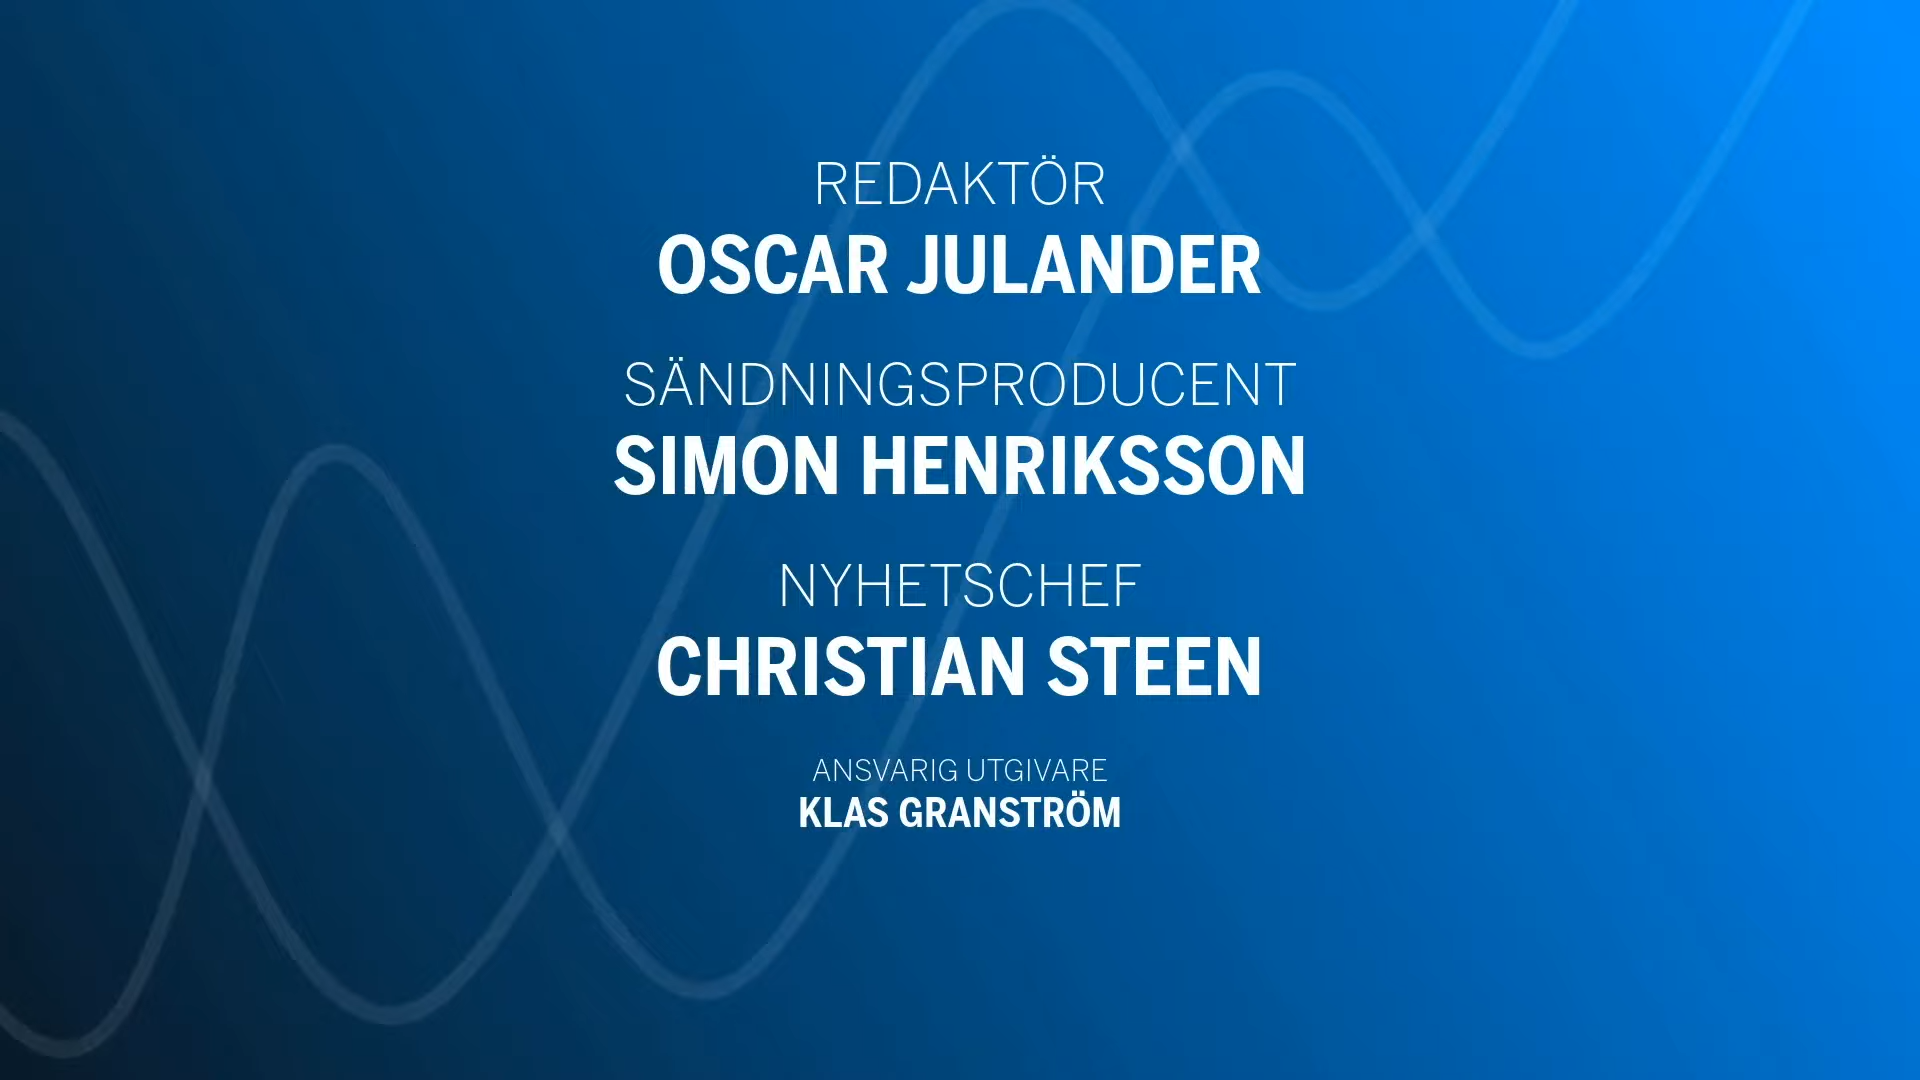 REDAKTÖR
OSCAR JULANDER
SÄNDNINGSPRODUCENT
SIMON HENRIKSSON
NYHETSCHEF
CHRISTIAN STEEN
ANSVARIG UTGIVARE
KLAS GRANSTRÖM